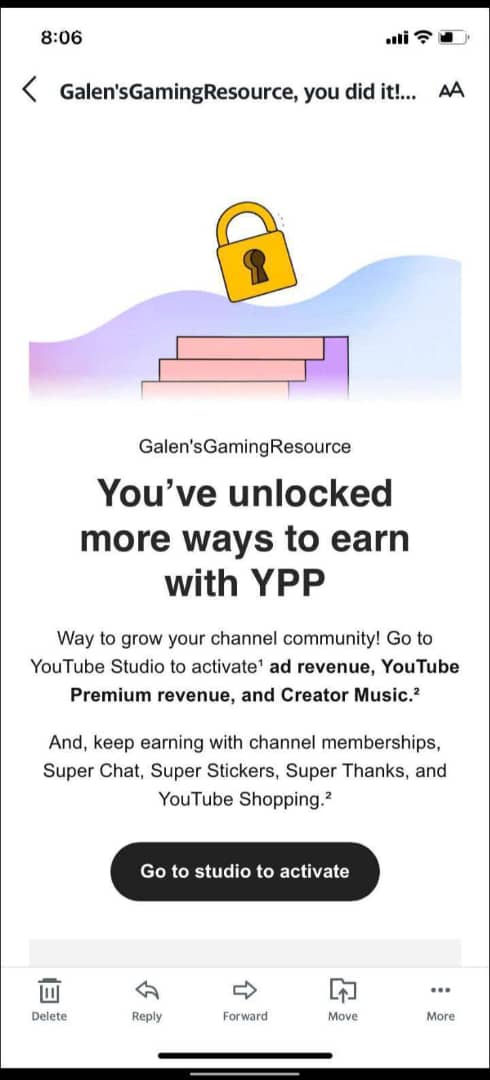 8:06
Galen'sGamingResource, you did it!...
AA
Galen'sGamingResource
You’ve unlocked
more ways to earn
with YPP
Way to grow your channel community! Go to
YouTube Studio to activate¹ ad revenue, YouTube
Premium revenue, and Creator Music.²
And, keep earning with channel memberships,
Super Chat, Super Stickers, Super Thanks, and
YouTube Shopping.²
Go to studio to activate
Delete Reply Forward Move More